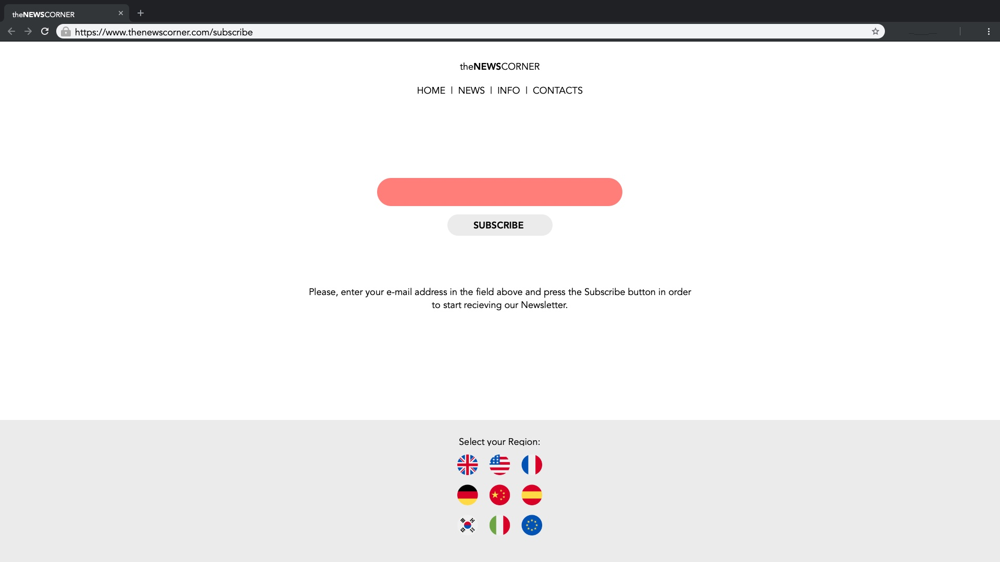 theNEWSCORNER
https://www.thenewscorner.com/subscribe
theNEWSCORNER
HOME | NEWS | INFO | CONTACTS
SUBSCRIBE
Please, enter your e-mail address in the field above and press the Subscribe button in order
to start recieving our Newsletter.
Select your Region: